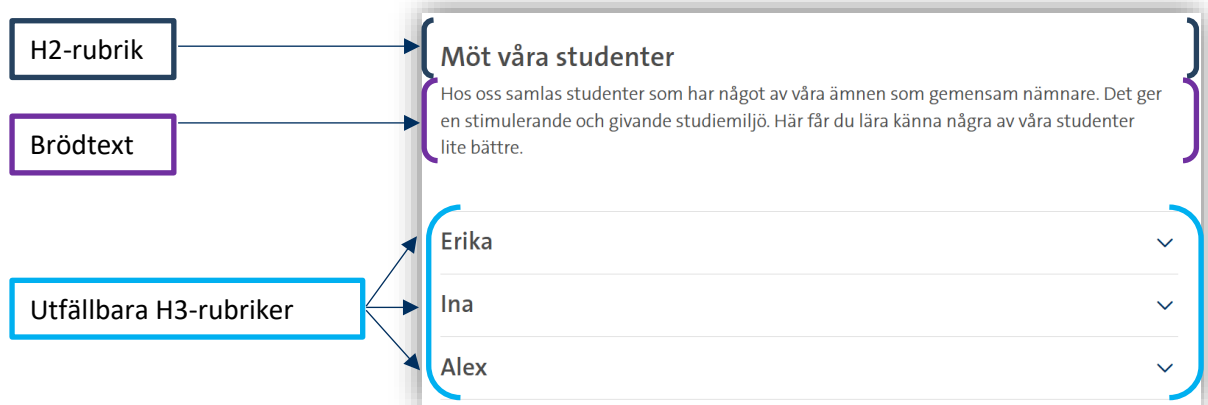 H2-rubrik
Möt våra studenter
Brödtext
Hos oss samlas studenter som har något av våra ämnen som gemensam nämnare. Det ger
en stimulerande och givande studiemiljö. Här får du lära känna några av våra studenter
lite bättre.
Utfällbara H3-rubriker
Erika
Ina
Alex